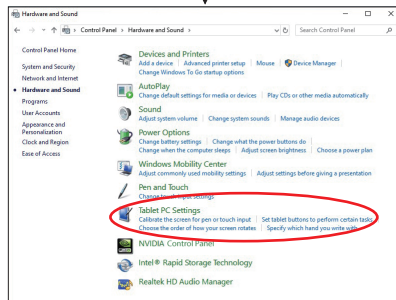 Hardware and Sound
Control Panel > Hardware and Sound >
Search Control Panel
Control Panel Home
System and Security
Network and Internet
Hardware and Sound
Programs
User Accounts
Appearance and
Personalization
Clock and Region
Ease of Access
Devices and Printers
Add a device | Advanced printer setup | Mouse | Device Manager |
Change Windows To Go startup options
AutoPlay
Change default settings for media or devices | Play CDs or other media automatically
Sound
Adjust system volume | Change system sounds | Manage audio devices
Power Options
Change battery settings | Change what the power buttons do |
Change when the computer sleeps | Adjust screen brightness | Choose a power plan
Windows Mobility Center
Adjust commonly used mobility settings | Adjust settings before giving a presentation
Pen and Touch
Change touch input settings
Tablet PC Settings
Calibrate the screen for pen or touch input | Set tablet buttons to perform certain tasks
Choose the order of how your screen rotates | Specify which hand you write with
NVIDIA Control Panel
Intel® Rapid Storage Technology
Realtek HD Audio Manager